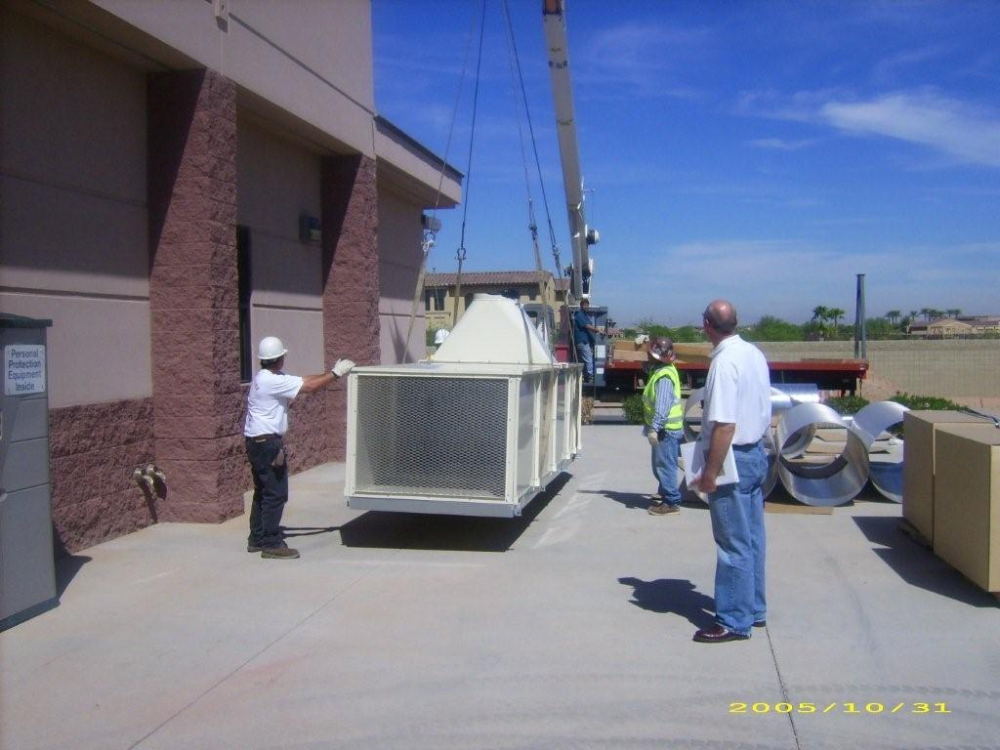 Personal
Protection
Equipment
Inside
2005/10/31